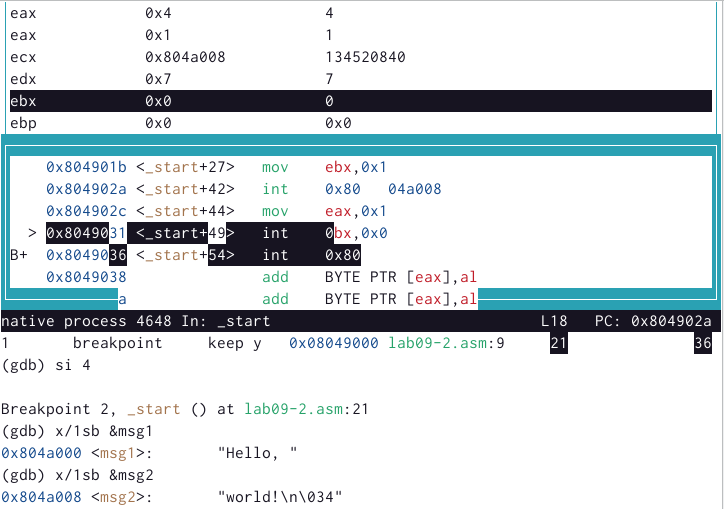 eax 0x4 4
eax 0x1 1
ecx 0x804a008 134520840
edx 0x7 7
ebx 0x0 0
ebp 0x0 0x0
0x804901b <_start+27> mov ebx,0x1
0x804902a <_start+42> int 0x80 04a008
0x804902c <_start+44> mov eax,0x1
> 0x8049031 <_start+49> int 0bx,0x0
B+ 0x8049036 <_start+54> int 0x80
0x8049038 add BYTE PTR [eax],al
a add BYTE PTR [eax],al
native process 4648 In: _start L18 PC: 0x804902a
1 breakpoint keep y 0x08049000 lab09-2.asm:9 21 36
(gdb) si 4
Breakpoint 2, _start () at lab09-2.asm:21
(gdb) x/1sb &msg1
0x804a000 <msg1>: "Hello, "
(gdb) x/1sb &msg2
0x804a008 <msg2>: "world!\n\034"